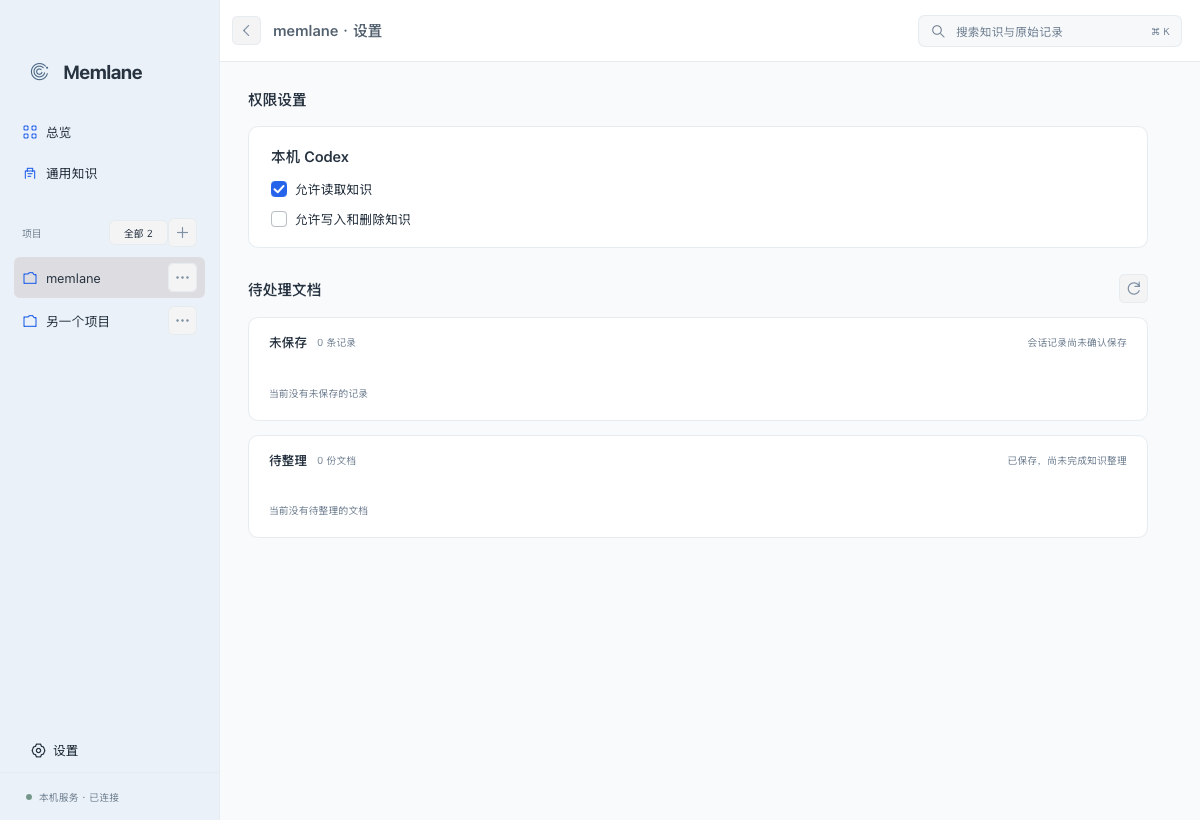 Memlane
总览
通用知识
项目
全部 2
memlane
另一个项目
设置
本机服务 · 已连接
memlane · 设置
搜索知识与原始记录
⌘ K
权限设置
本机 Codex
允许读取知识
允许写入和删除知识
待处理文档
未保存 0 条记录
会话记录尚未确认保存
当前没有未保存的记录
待整理 0 份文档
已保存，尚未完成知识整理
当前没有待整理的文档